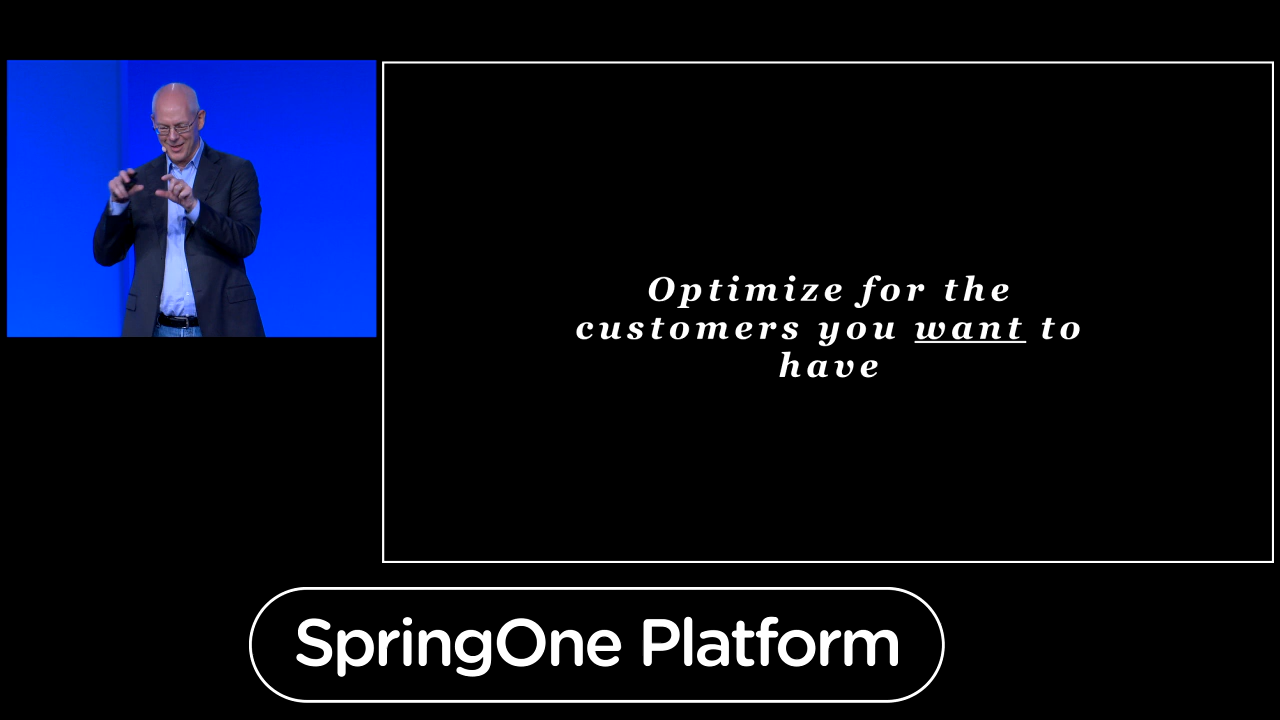 Optimize for the
customers you want to
have
SpringOne Platform